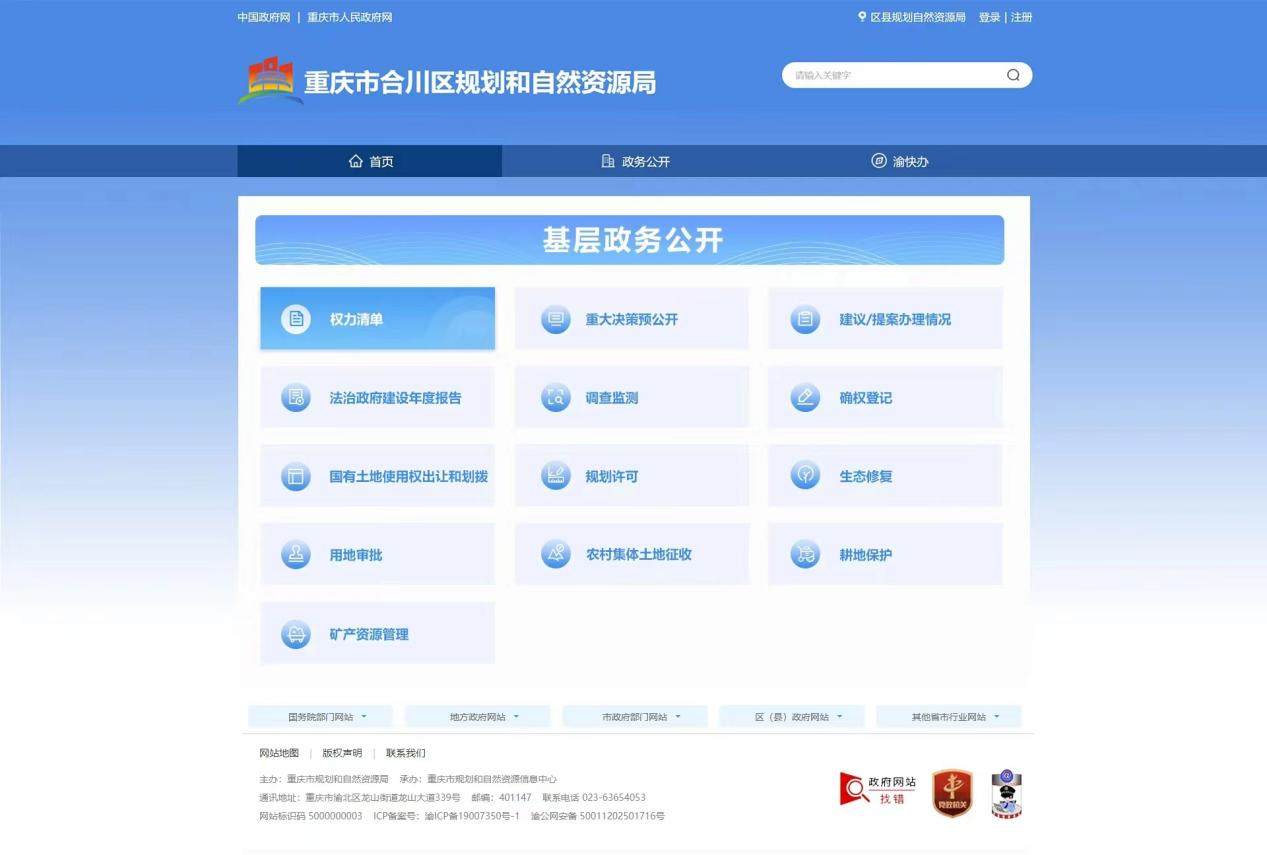 中国政府网 | 重庆市人民政府网
区县规划自然资源局 登录 | 注册
重庆市合川区规划和自然资源局
请输入关键字
首页 政务公开 渝快办
基层政务公开
权力清单 重大决策预公开 建议/提案办理情况
法治政府建设年度报告 调查监测 确权登记
国有土地使用权出让和划拨 规划许可 生态修复
用地审批 农村集体土地征收 耕地保护
矿产资源管理
国务院部门网站 地方政府网站 市政府部门网站 区（县）政府网站 其他省市行业网站
网站地图 | 版权声明 | 联系我们
主办：重庆市规划和自然资源局 承办：重庆市规划和自然资源信息中心
通讯地址：重庆市渝北区龙山街道龙山大道339号 邮编：401147 联系电话 023-63654053
网站标识码 5000000003 ICP备案号：渝ICP备19007350号-1 渝公网安备 50011202501716号
政府网站
找错
党政机关